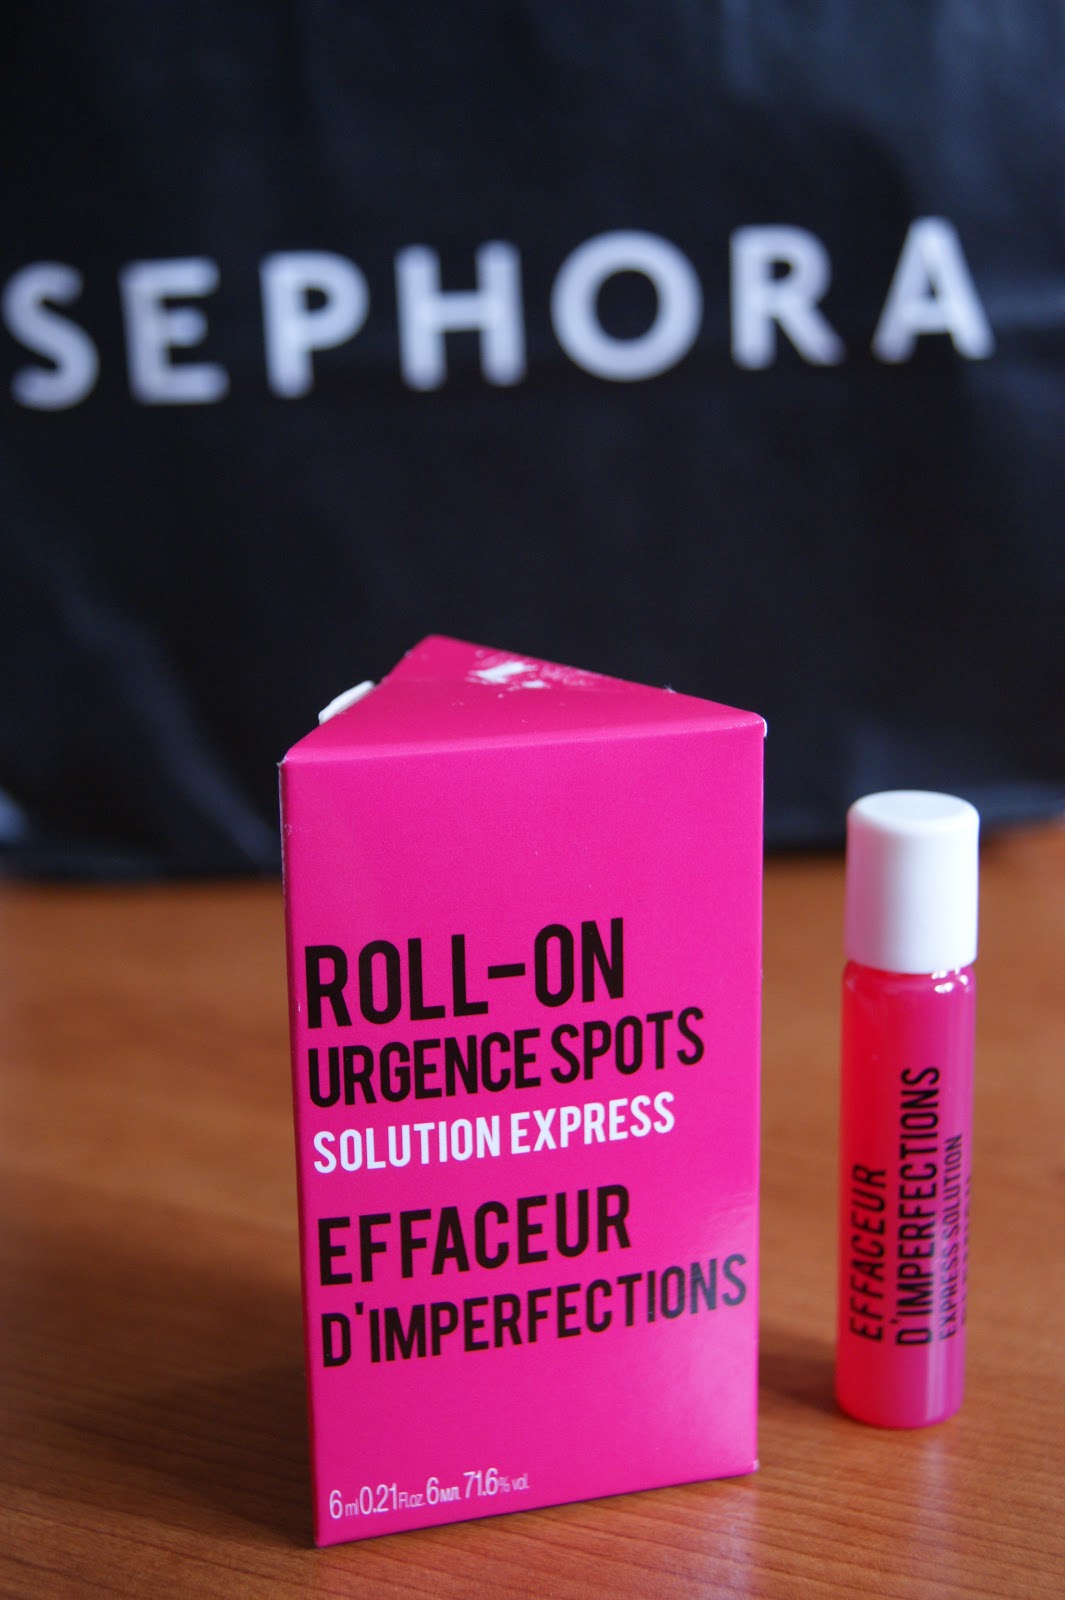 SEPHORA
ROLL-ON
URGENCE SPOTS
SOLUTION EXPRESS
EFFACEUR
D'IMPERFECTIONS
6 ml 0.21 Fl.oz. 6 мл. 71.6% vol.
EFFACEUR
D'IMPERFECTIONS
EXPRESS SOLUTION